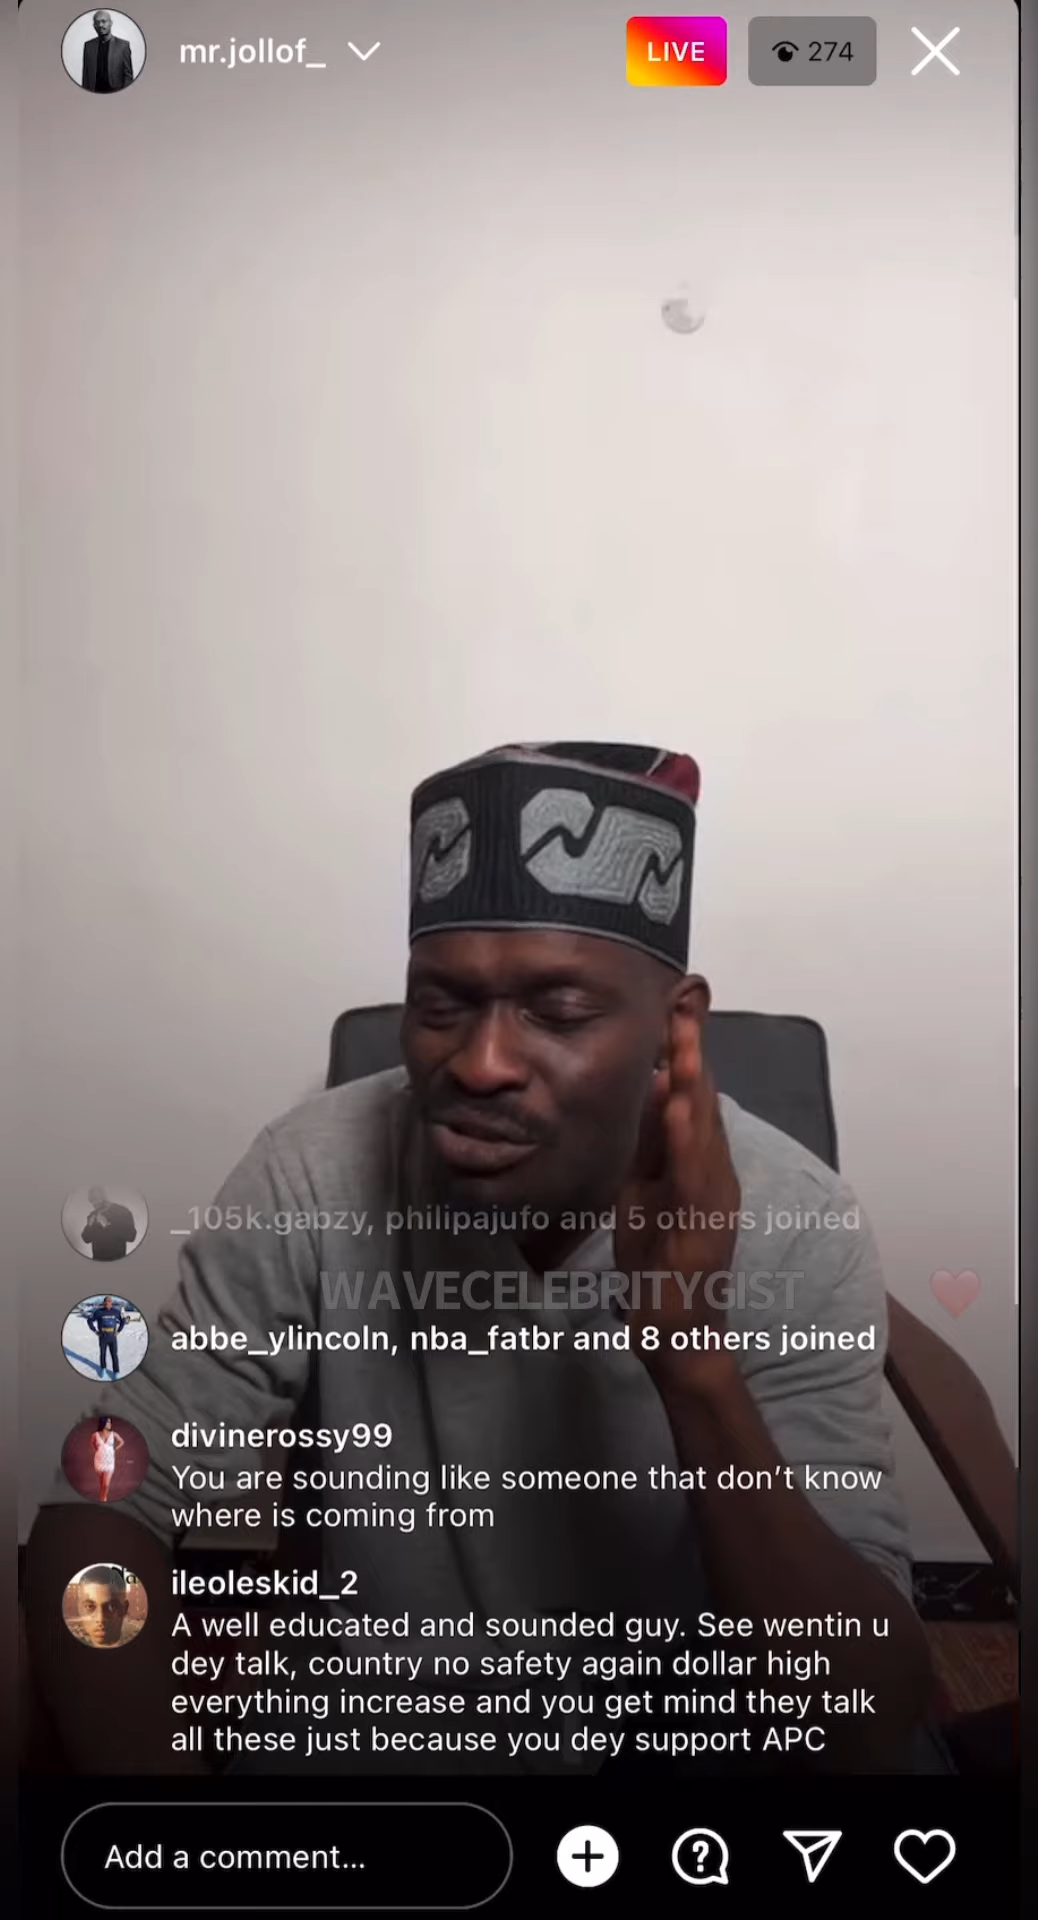 mr.jollof_
LIVE
274
_105k.gabzy, philipajufo and 5 others joined
WAVECELEBRITYGIST
abbe_ylincoln, nba_fatbr and 8 others joined
divinerossy99
You are sounding like someone that don’t know
where is coming from
ileoleskid_2
A well educated and sounded guy. See wentin u
dey talk, country no safety again dollar high
everything increase and you get mind they talk
all these just because you dey support APC
Add a comment...